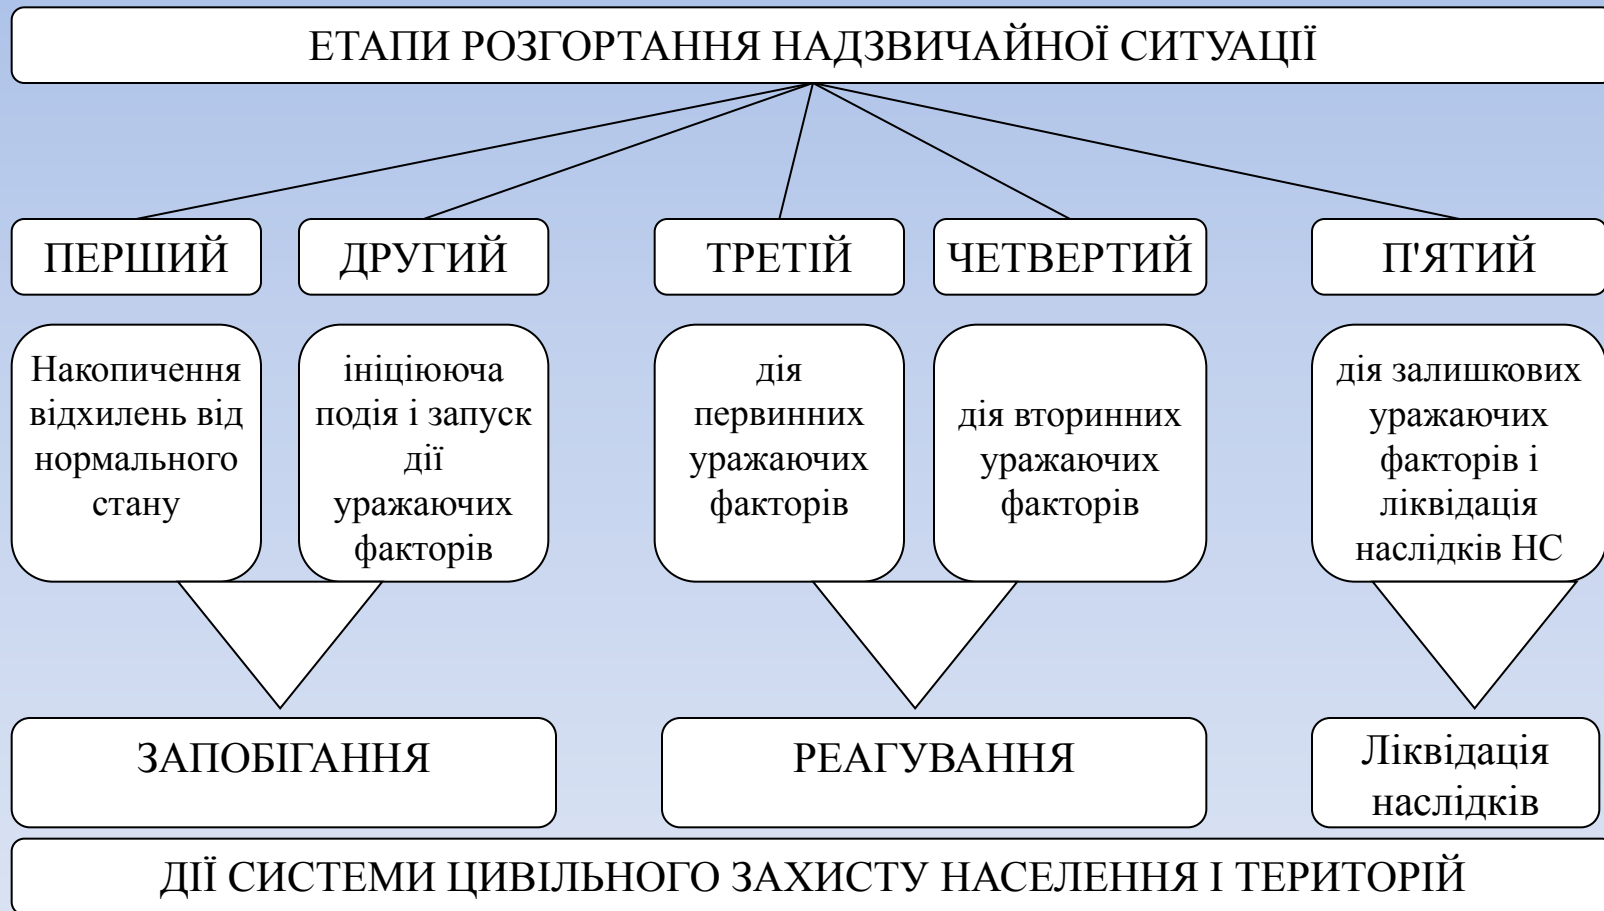 ЕТАПИ РОЗГОРТАННЯ НАДЗВИЧАЙНОЇ СИТУАЦІЇ
ПЕРШИЙ
ДРУГИЙ
ТРЕТІЙ
ЧЕТВЕРТИЙ
П'ЯТИЙ
Накопичення
відхилень від
нормального
стану
ініціююча
подія і запуск
дії
уражаючих
факторів
дія
первинних
уражаючих
факторів
дія вторинних
уражаючих
факторів
дія залишкових
уражаючих
факторів і
ліквідація
наслідків НС
ЗАПОБІГАННЯ
РЕАГУВАННЯ
Ліквідація
наслідків
ДІЇ СИСТЕМИ ЦИВІЛЬНОГО ЗАХИСТУ НАСЕЛЕННЯ І ТЕРИТОРІЙ